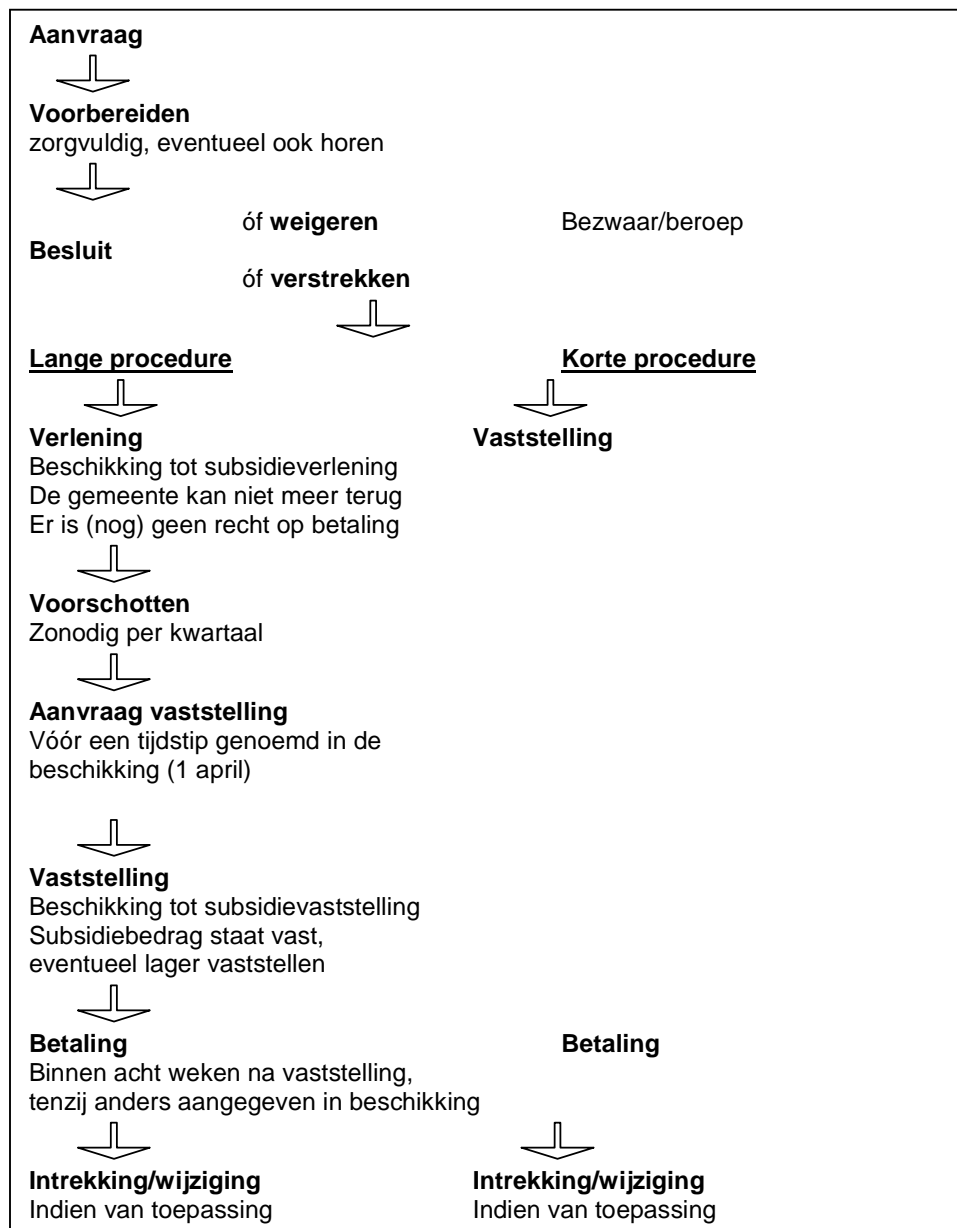 Aanvraag
Voorbereiden
zorgvuldig, eventueel ook horen
óf weigeren Bezwaar/beroep
Besluit
óf verstrekken
Lange procedure Korte procedure
Verlening Vaststelling
Beschikking tot subsidieverlening
De gemeente kan niet meer terug
Er is (nog) geen recht op betaling
Voorschotten
Zonodig per kwartaal
Aanvraag vaststelling
Vóór een tijdstip genoemd in de
beschikking (1 april)
Vaststelling
Beschikking tot subsidievaststelling
Subsidiebedrag staat vast,
eventueel lager vaststellen
Betaling Betaling
Binnen acht weken na vaststelling,
tenzij anders aangegeven in beschikking
Intrekking/wijziging Intrekking/wijziging
Indien van toepassing Indien van toepassing